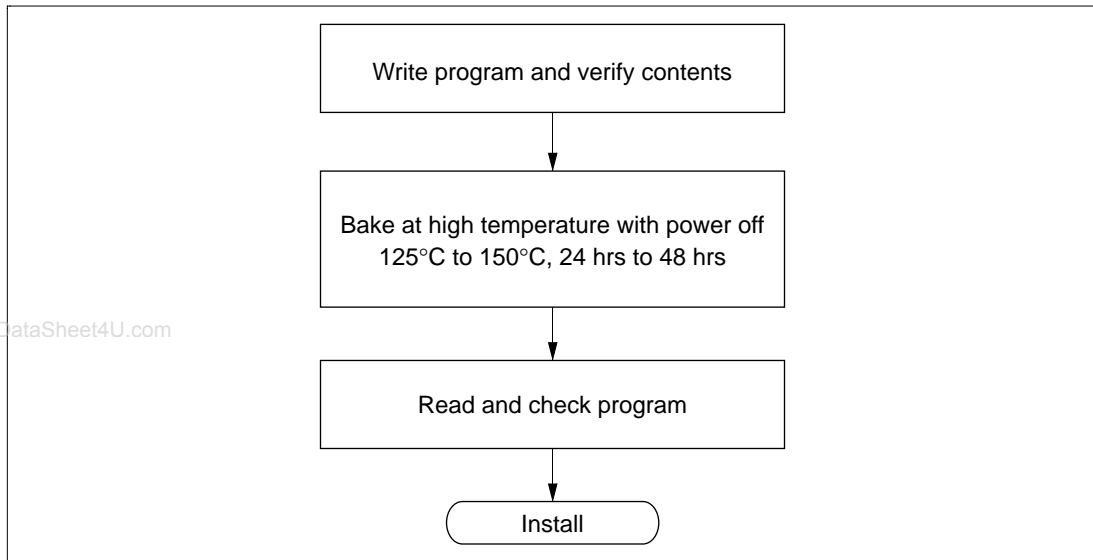 Write program and verify contents
Bake at high temperature with power off
125°C to 150°C, 24 hrs to 48 hrs
DataSheet4U.com
Read and check program
Install